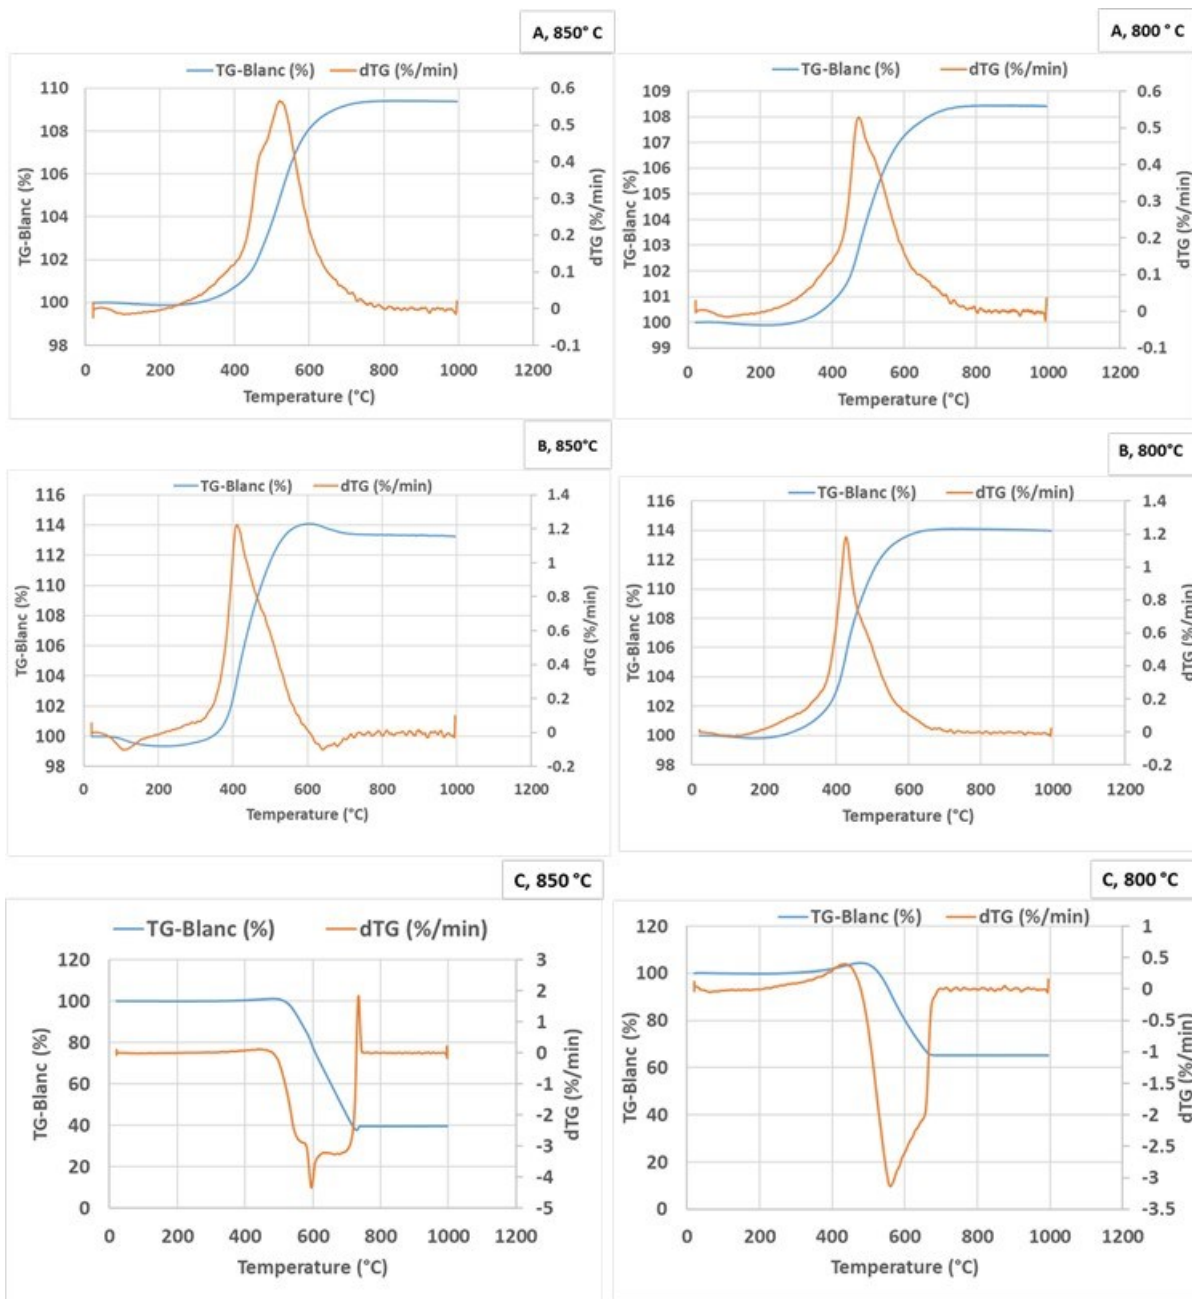 A, 850° C
TG-Blanc (%) dTG (%/min)
110 108 106 104 102 100 98
TG-Blanc (%)
0.6 0.5 0.4 0.3 0.2 0.1 0 -0.1
dTG (%/min)
0 200 400 600 800 1000 1200
Temperature (°C)
A, 800 ° C
TG-Blanc (%) dTG (%/min)
109 108 107 106 105 104 103 102 101 100 99
TG-Blanc (%)
0.6 0.5 0.4 0.3 0.2 0.1 0 -0.1
dTG (%/min)
0 200 400 600 800 1000 1200
Temperature (°C)
B, 850°C
TG-Blanc (%) dTG (%/min)
116 114 112 110 108 106 104 102 100 98
TG-Blanc (%)
1.4 1.2 1 0.8 0.6 0.4 0.2 0 -0.2
dTG (%/min)
0 200 400 600 800 1000 1200
Temperature (°C)
B, 800°C
TG-Blanc (%) dTG (%/min)
116 114 112 110 108 106 104 102 100 98
TG-Blanc (%)
1.4 1.2 1 0.8 0.6 0.4 0.2 0 -0.2
dTG (%/min)
0 200 400 600 800 1000 1200
Temperature (°C)
C, 850 °C
TG-Blanc (%) dTG (%/min)
120 100 80 60 40 20 0
TG-Blanc (%)
3 2 1 0 -1 -2 -3 -4 -5
dTG (%/min)
0 200 400 600 800 1000 1200
Temperature (°C)
C, 800 °C
TG-Blanc (%) dTG (%/min)
120 100 80 60 40 20 0
TG-Blanc (%)
1 0.5 0 -0.5 -1 -1.5 -2 -2.5 -3 -3.5
dTG (%/min)
0 200 400 600 800 1000 1200
Temperature (°C)